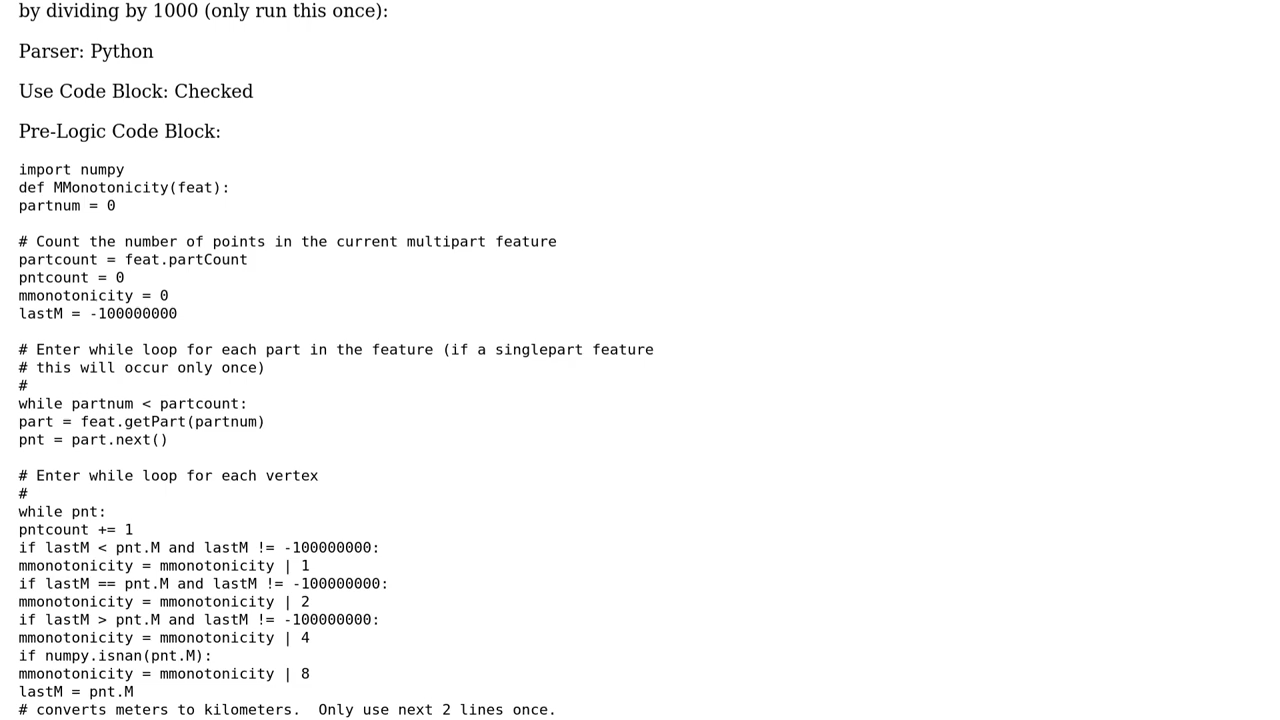 by dividing by 1000 (only run this once):
Parser: Python
Use Code Block: Checked
Pre-Logic Code Block:
import numpy
def MMonotonicity(feat):
partnum = 0
# Count the number of points in the current multipart feature
partcount = feat.partCount
pntcount = 0
mmonotonicity = 0
lastM = -100000000
# Enter while loop for each part in the feature (if a singlepart feature
# this will occur only once)
#
while partnum < partcount:
part = feat.getPart(partnum)
pnt = part.next()
# Enter while loop for each vertex
#
while pnt:
pntcount += 1
if lastM < pnt.M and lastM != -100000000:
mmonotonicity = mmonotonicity | 1
if lastM == pnt.M and lastM != -100000000:
mmonotonicity = mmonotonicity | 2
if lastM > pnt.M and lastM != -100000000:
mmonotonicity = mmonotonicity | 4
if numpy.isnan(pnt.M):
mmonotonicity = mmonotonicity | 8
lastM = pnt.M
# converts meters to kilometers.  Only use next 2 lines once.